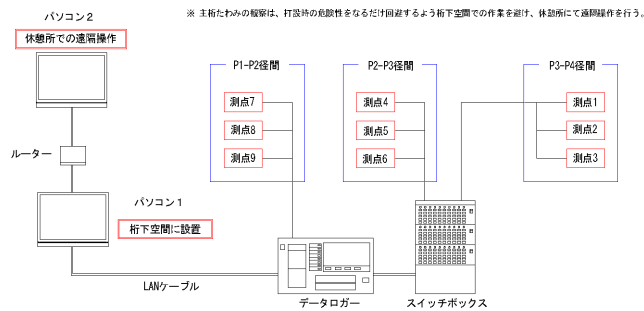 ※ 主桁たわみの観察は、打設時の危険性をなるだけ回避するよう桁下空間での作業を避け、休憩所にて遠隔操作を行う。
パソコン2
休憩所での遠隔操作
ルーター
パソコン1
桁下空間に設置
LANケーブル
P1-P2径間
測点7
測点8
測点9
P2-P3径間
測点4
測点5
測点6
P3-P4径間
測点1
測点2
測点3
データロガー
スイッチボックス